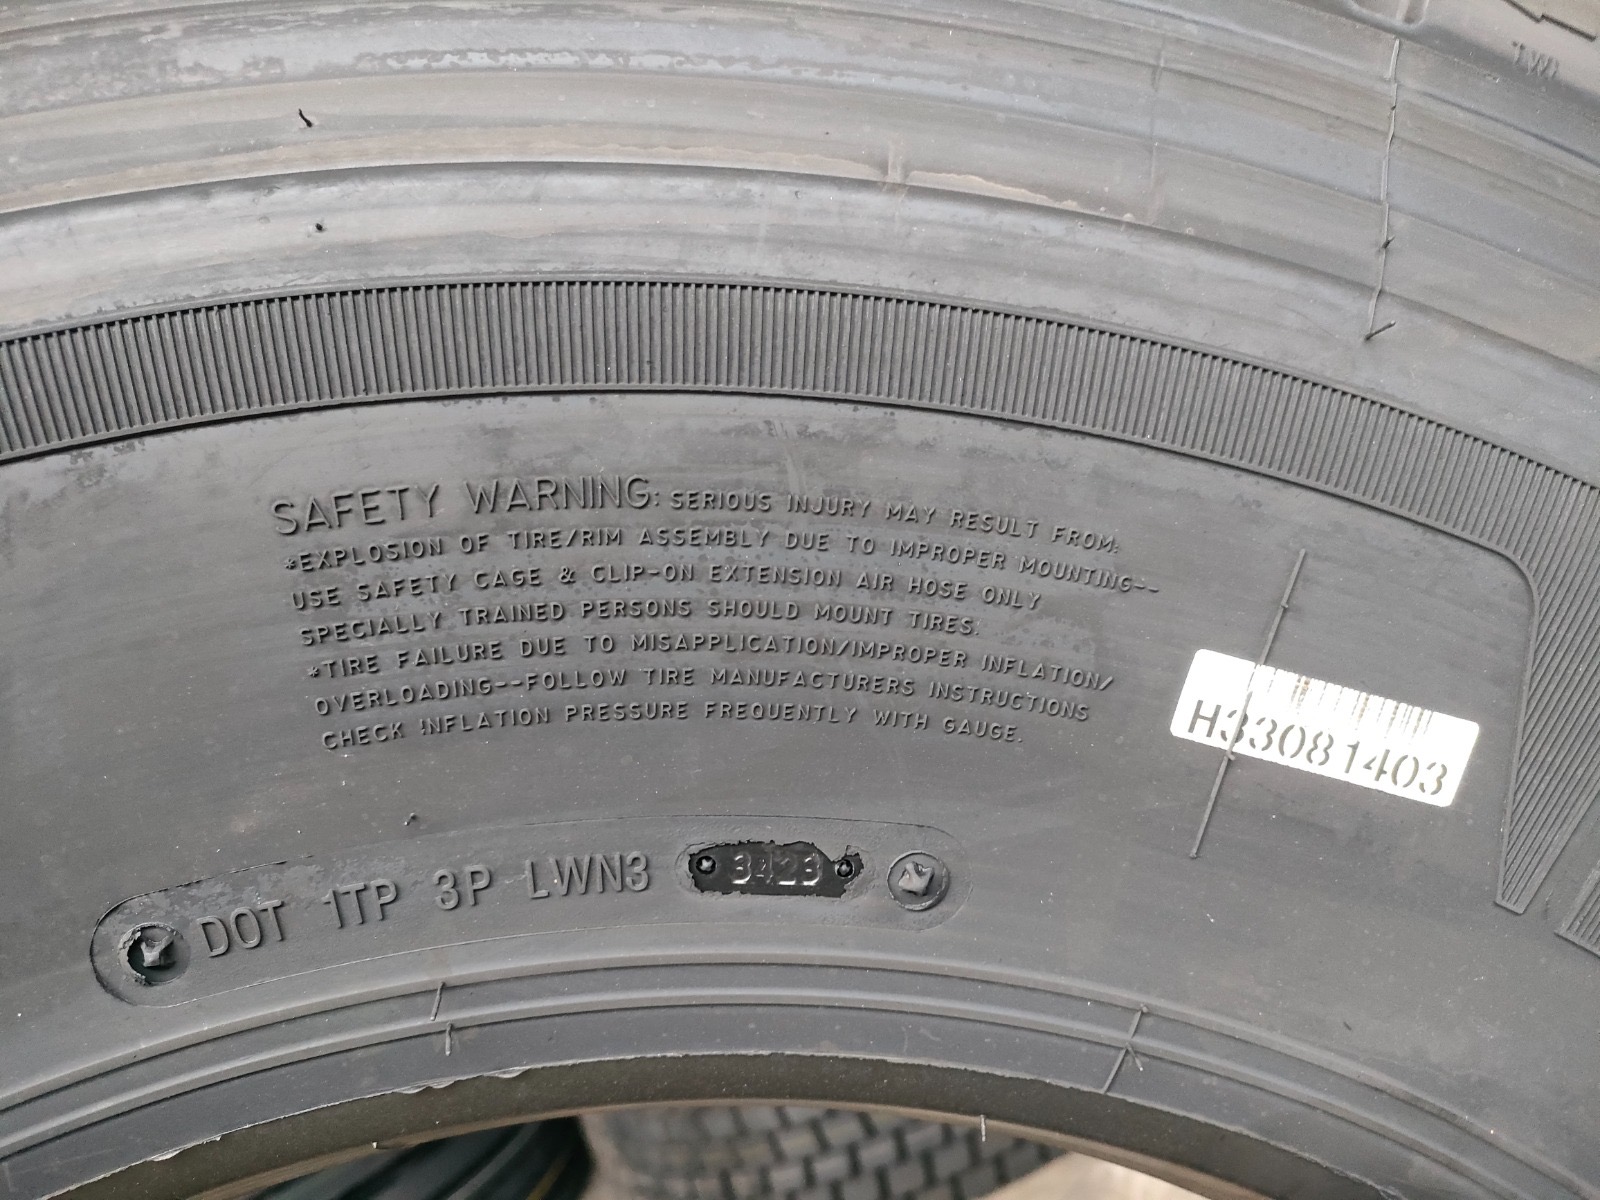 TWI
SAFETY WARNING: SERIOUS INJURY MAY RESULT FROM:
*EXPLOSION OF TIRE/RIM ASSEMBLY DUE TO IMPROPER MOUNTING--
USE SAFETY CAGE & CLIP-ON EXTENSION AIR HOSE ONLY
SPECIALLY TRAINED PERSONS SHOULD MOUNT TIRES.
*TIRE FAILURE DUE TO MISAPPLICATION/IMPROPER INFLATION/
OVERLOADING--FOLLOW TIRE MANUFACTURERS INSTRUCTIONS
CHECK INFLATION PRESSURE FREQUENTLY WITH GAUGE.
H33081403
DOT 1TP 3P LWN3 3423